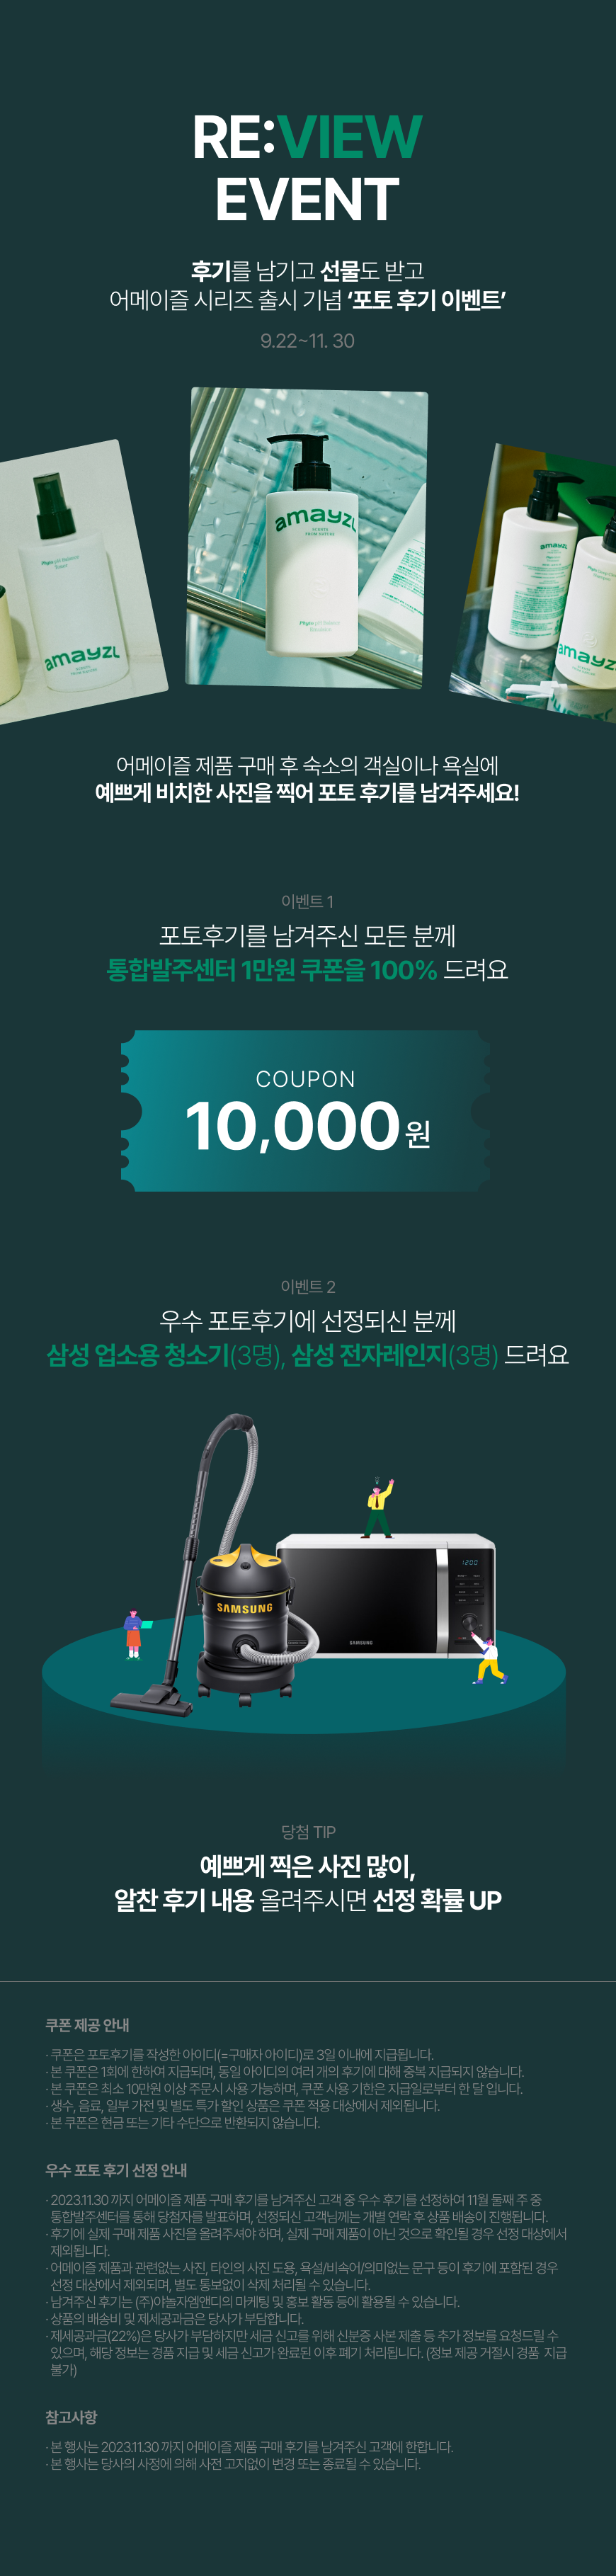 RE:VIEW
EVENT
후기를 남기고 선물도 받고
어메이즐 시리즈 출시 기념 ‘포토 후기 이벤트’
9.22~11. 30
amayzl
SCENTS
FROM NATURE
amayzl
amayzl
어메이즐 제품 구매 후 숙소의 객실이나 욕실에
예쁘게 비치한 사진을 찍어 포토 후기를 남겨주세요!
이벤트 1
포토후기를 남겨주신 모든 분께
통합발주센터 1만원 쿠폰을 100% 드려요
COUPON
10,000원
이벤트 2
우수 포토후기에 선정되신 분께
삼성 업소용 청소기(3명), 삼성 전자레인지(3명) 드려요
1200
SAMSUNG
SAMSUNG
당첨 TIP
예쁘게 찍은 사진 많이,
알찬 후기 내용 올려주시면 선정 확률 UP
쿠폰 제공 안내
· 쿠폰은 포토후기를 작성한 아이디(=구매자 아이디)로 3일 이내에 지급됩니다.
· 본 쿠폰은 1회에 한하여 지급되며, 동일 아이디의 여러 개의 후기에 대해 중복 지급되지 않습니다.
· 본 쿠폰은 최소 10만원 이상 주문시 사용 가능하며, 쿠폰 사용 기한은 지급일로부터 한 달 입니다.
· 생수, 음료, 일부 가전 및 별도 특가 할인 상품은 쿠폰 적용 대상에서 제외됩니다.
· 본 쿠폰은 현금 또는 기타 수단으로 반환되지 않습니다.
우수 포토 후기 선정 안내
· 2023.11.30 까지 어메이즐 제품 구매 후기를 남겨주신 고객 중 우수 후기를 선정하여 11월 둘째 주 중
통합발주센터를 통해 당첨자를 발표하며, 선정되신 고객님께는 개별 연락 후 상품 배송이 진행됩니다.
· 후기에 실제 구매 제품 사진을 올려주셔야 하며, 실제 구매 제품이 아닌 것으로 확인될 경우 선정 대상에서
제외됩니다.
· 어메이즐 제품과 관련없는 사진, 타인의 사진 도용, 욕설/비속어/의미없는 문구 등이 후기에 포함된 경우
선정 대상에서 제외되며, 별도 통보없이 삭제 처리될 수 있습니다.
· 남겨주신 후기는 (주)야놀자엠앤디의 마케팅 및 홍보 활동 등에 활용될 수 있습니다.
· 상품의 배송비 및 제세공과금은 당사가 부담합니다.
· 제세공과금(22%)은 당사가 부담하지만 세금 신고를 위해 신분증 사본 제출 등 추가 정보를 요청드릴 수
있으며, 해당 정보는 경품 지급 및 세금 신고가 완료된 이후 폐기 처리됩니다. (정보 제공 거절시 경품 지급
불가)
참고사항
· 본 행사는 2023.11.30 까지 어메이즐 제품 구매 후기를 남겨주신 고객에 한합니다.
· 본 행사는 당사의 사정에 의해 사전 고지없이 변경 또는 종료될 수 있습니다.